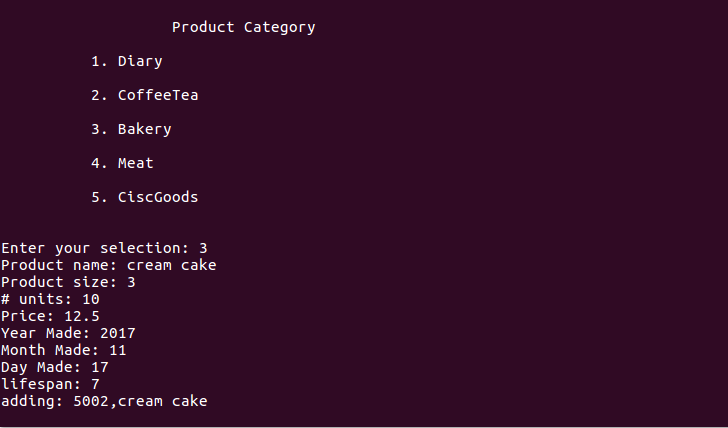 Product Category
1. Diary
2. CoffeeTea
3. Bakery
4. Meat
5. CiscGoods
Enter your selection: 3
Product name: cream cake
Product size: 3
# units: 10
Price: 12.5
Year Made: 2017
Month Made: 11
Day Made: 17
lifespan: 7
adding: 5002,cream cake